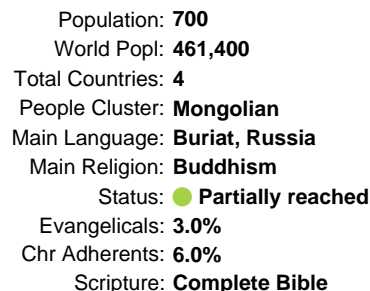 Population: 700
World Popl: 461,400
Total Countries: 4
People Cluster: Mongolian
Main Language: Buriat, Russia
Main Religion: Buddhism
Status: Partially reached
Evangelicals: 3.0%
Chr Adherents: 6.0%
Scripture: Complete Bible